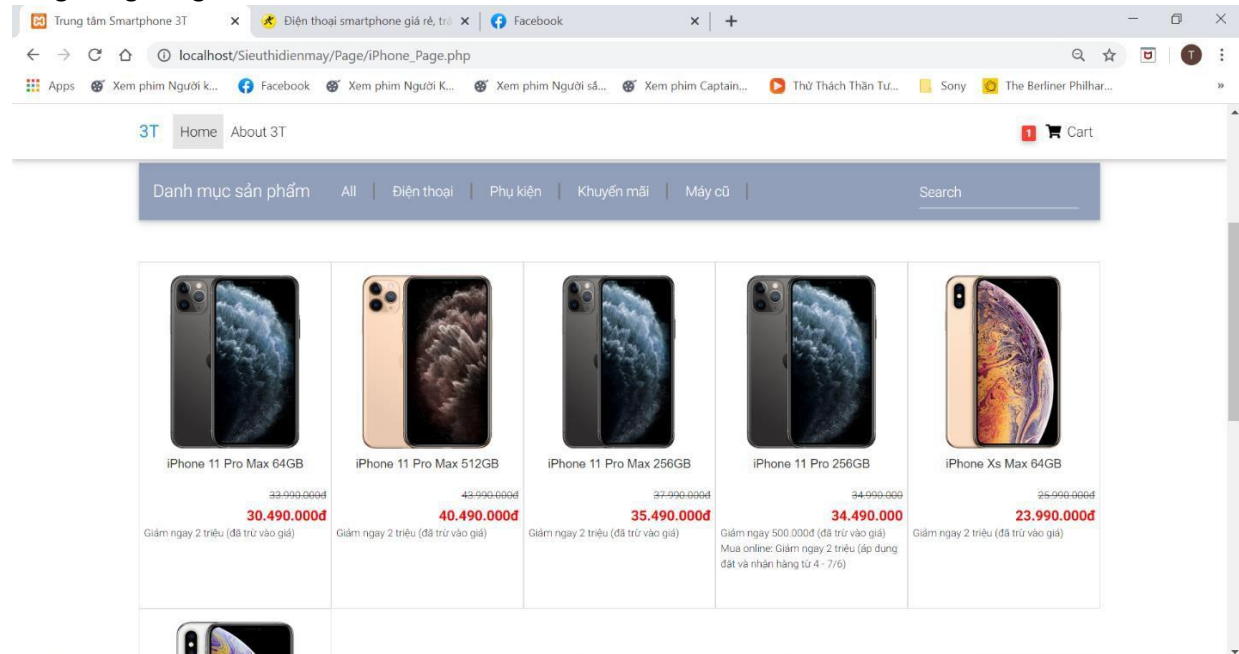 Trung tâm Smartphone 3T
Điện thoại smartphone giá rẻ, trả
Facebook
localhost/Sieuthidienmay/Page/iPhone_Page.php
T
Apps
Xem phim Người k...
Facebook
Xem phim Người K...
Xem phim Người sắ...
Xem phim Captain...
Thử Thách Thần Tư...
Sony
The Berliner Philhar...
»
3T Home About 3T
1 Cart
Danh mục sản phẩm All Điện thoại Phụ kiện Khuyến mãi Máy cũ Search
iPhone 11 Pro Max 64GB
33.990.000đ
30.490.000đ
Giảm ngay 2 triệu (đã trừ vào giá)
iPhone 11 Pro Max 512GB
43.990.000đ
40.490.000đ
Giảm ngay 2 triệu (đã trừ vào giá)
iPhone 11 Pro Max 256GB
37.990.000đ
35.490.000đ
Giảm ngay 2 triệu (đã trừ vào giá)
iPhone 11 Pro 256GB
34.990.000
34.490.000
Giảm ngay 500.000đ (đã trừ vào giá)
Mua online: Giảm ngay 2 triệu (áp dụng
đặt và nhận hàng từ 4 - 7/6)
iPhone Xs Max 64GB
25.990.000đ
23.990.000đ
Giảm ngay 2 triệu (đã trừ vào giá)